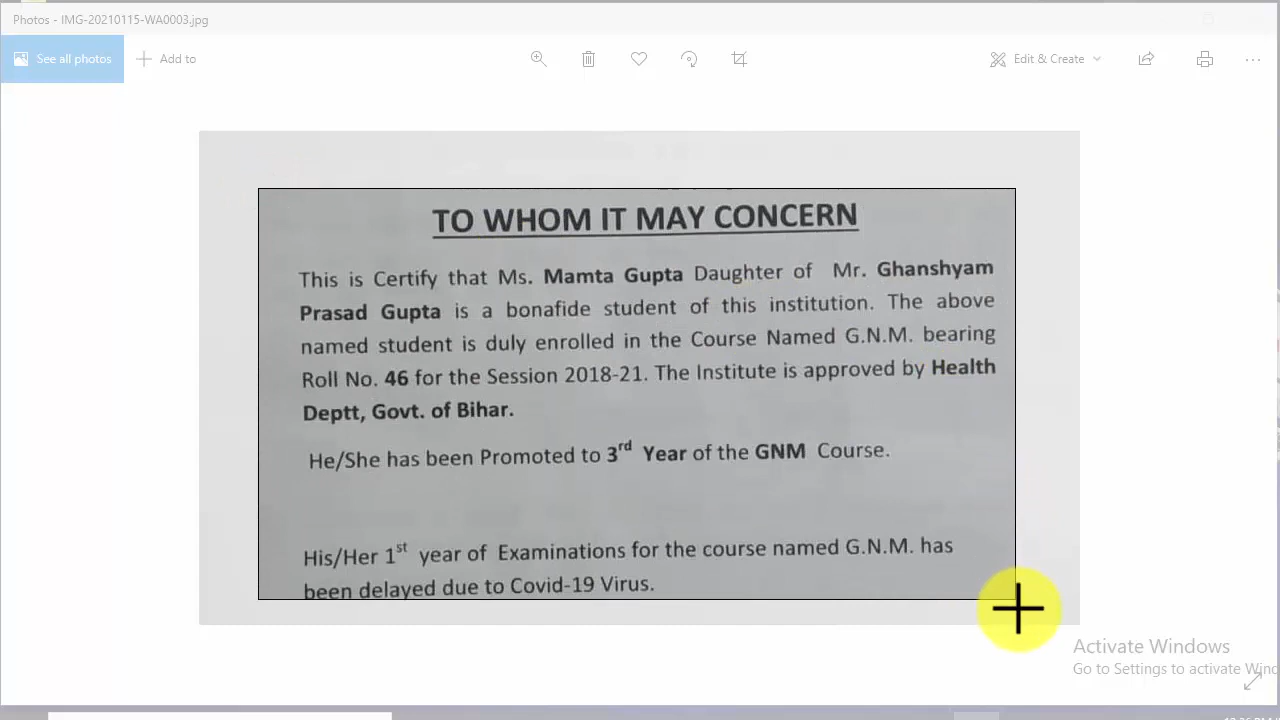 Photos - IMG-20210115-WA0003.jpg
See all photos
Add to
Edit & Create
TO WHOM IT MAY CONCERN
This is Certify that Ms. Mamta Gupta Daughter of Mr. Ghanshyam
Prasad Gupta is a bonafide student of this institution. The above
named student is duly enrolled in the Course Named G.N.M. bearing
Roll No. 46 for the Session 2018-21. The Institute is approved by Health
Deptt, Govt. of Bihar.
He/She has been Promoted to 3rd Year of the GNM Course.
His/Her 1st year of Examinations for the course named G.N.M. has
been delayed due to Covid-19 Virus.
Activate Windows
Go to Settings to activate